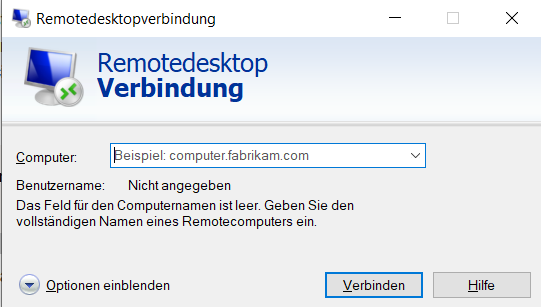 Remotedesktopverbindung
Remotedesktop
Verbindung
Computer:
Beispiel: computer.fabrikam.com
Benutzername: Nicht angegeben
Das Feld für den Computernamen ist leer. Geben Sie den
vollständigen Namen eines Remotecomputers ein.
Optionen einblenden
Verbinden
Hilfe